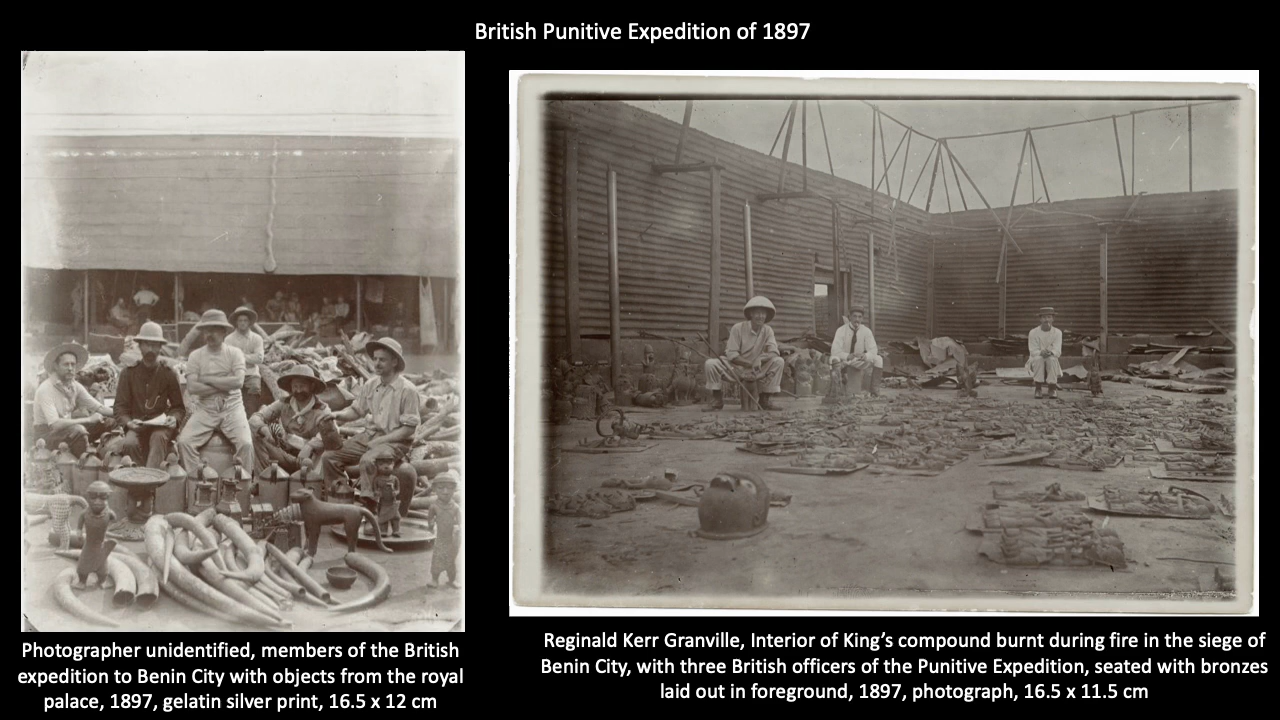 British Punitive Expedition of 1897
Photographer unidentified, members of the British
expedition to Benin City with objects from the royal
palace, 1897, gelatin silver print, 16.5 x 12 cm
Reginald Kerr Granville, Interior of King’s compound burnt during fire in the siege of
Benin City, with three British officers of the Punitive Expedition, seated with bronzes
laid out in foreground, 1897, photograph, 16.5 x 11.5 cm